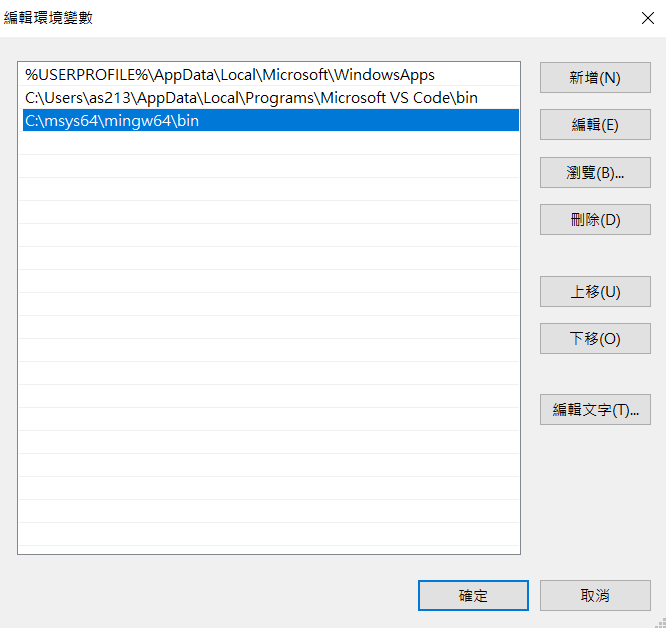 編輯環境變數
%USERPROFILE%\AppData\Local\Microsoft\WindowsApps
C:\Users\as213\AppData\Local\Programs\Microsoft VS Code\bin
C:\msys64\mingw64\bin
新增(N)
編輯(E)
瀏覽(B)...
刪除(D)
上移(U)
下移(O)
編輯文字(T)...
確定
取消